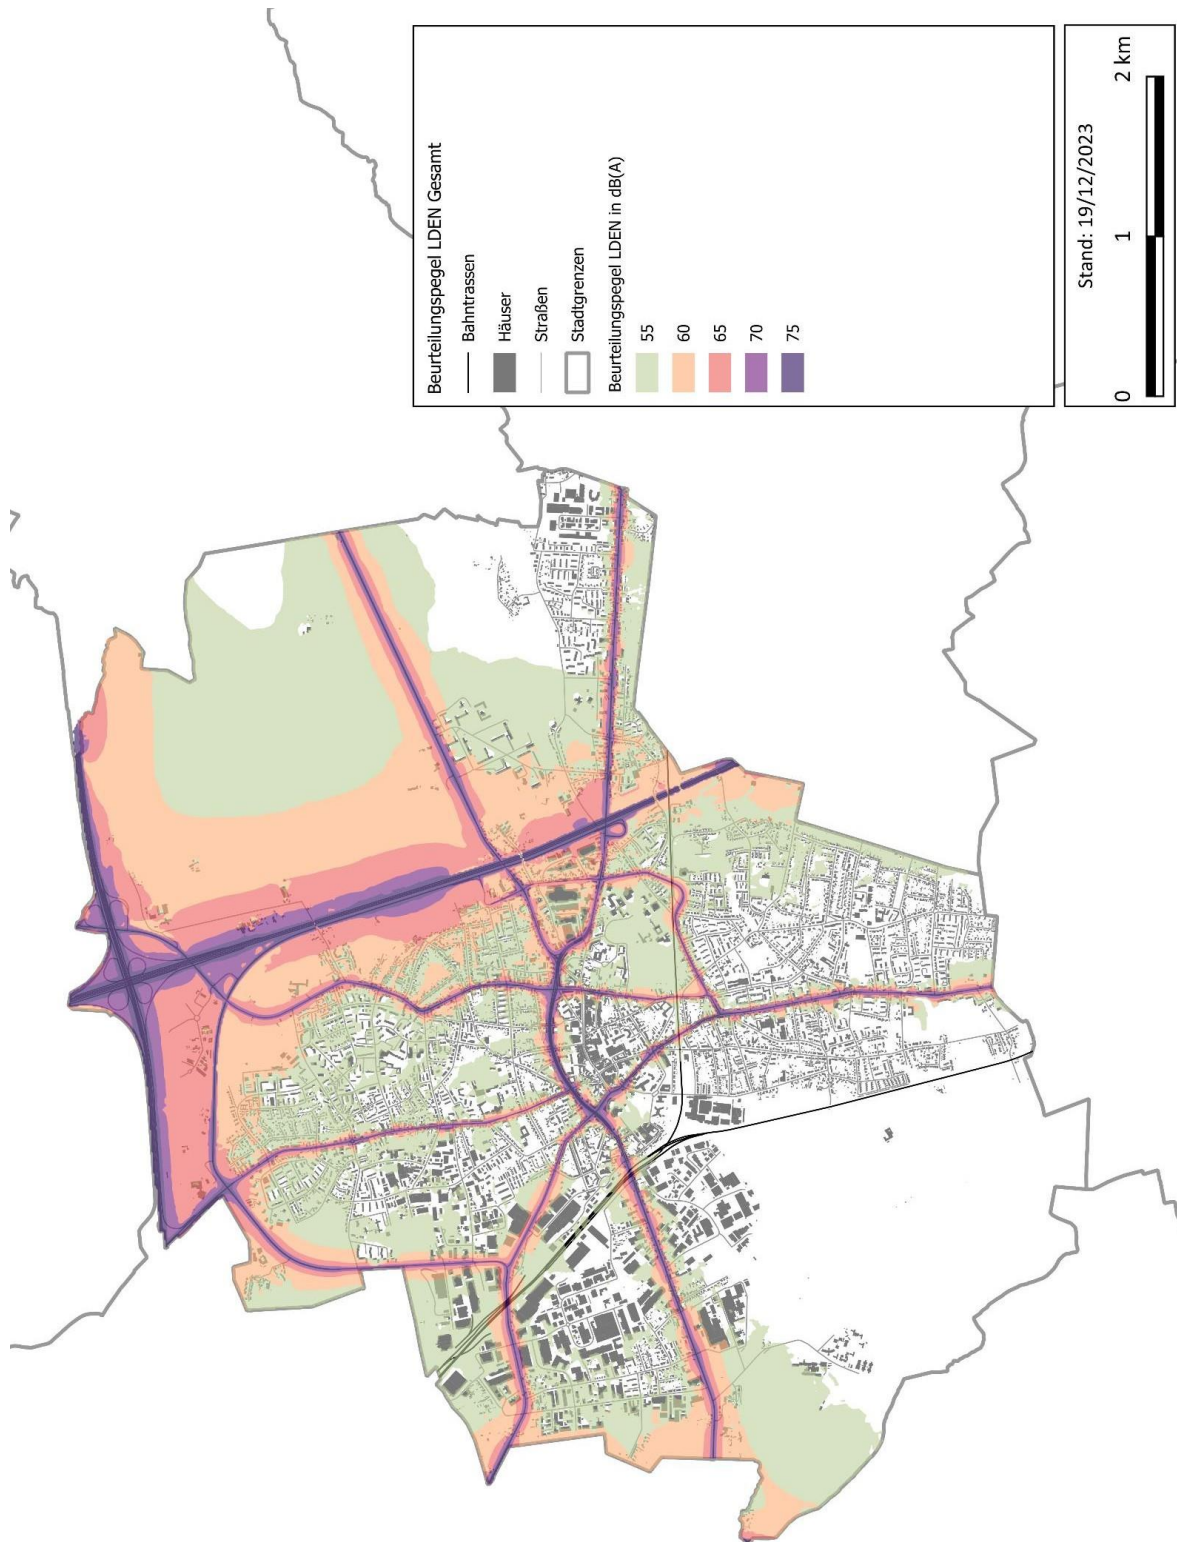 Beurteilungspegel LDEN Gesamt
Bahntrassen
Häuser
Straßen
Stadtgrenzen
Beurteilungspegel LDEN in dB(A)
55
60
65
70
75
Stand: 19/12/2023
0 1 2 km